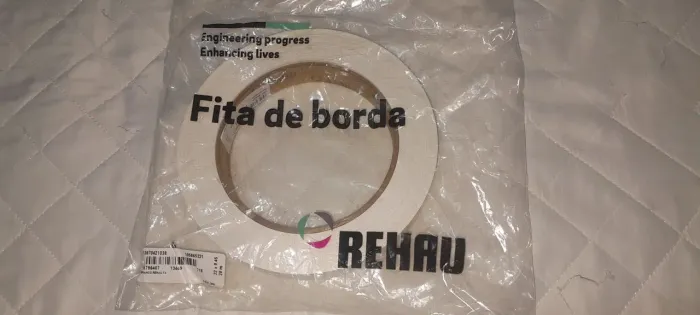 Engineering progress
Enhancing lives
Fita de borda
REHAU